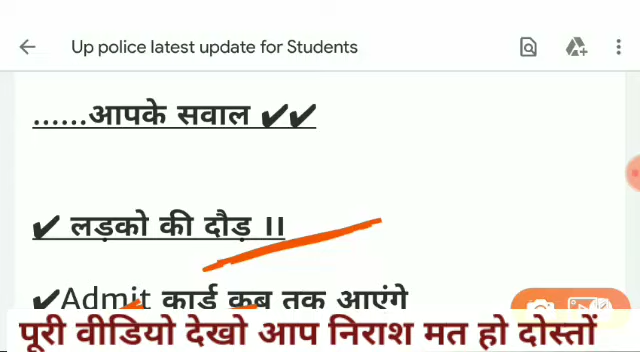 Up police latest update for Students
......आपके सवाल ✔✔
✔ लड़को की दौड़ ।।
✔Admit कार्ड कब तक आएंगे
पूरी वीडियो देखो आप निराश मत हो दोस्तों